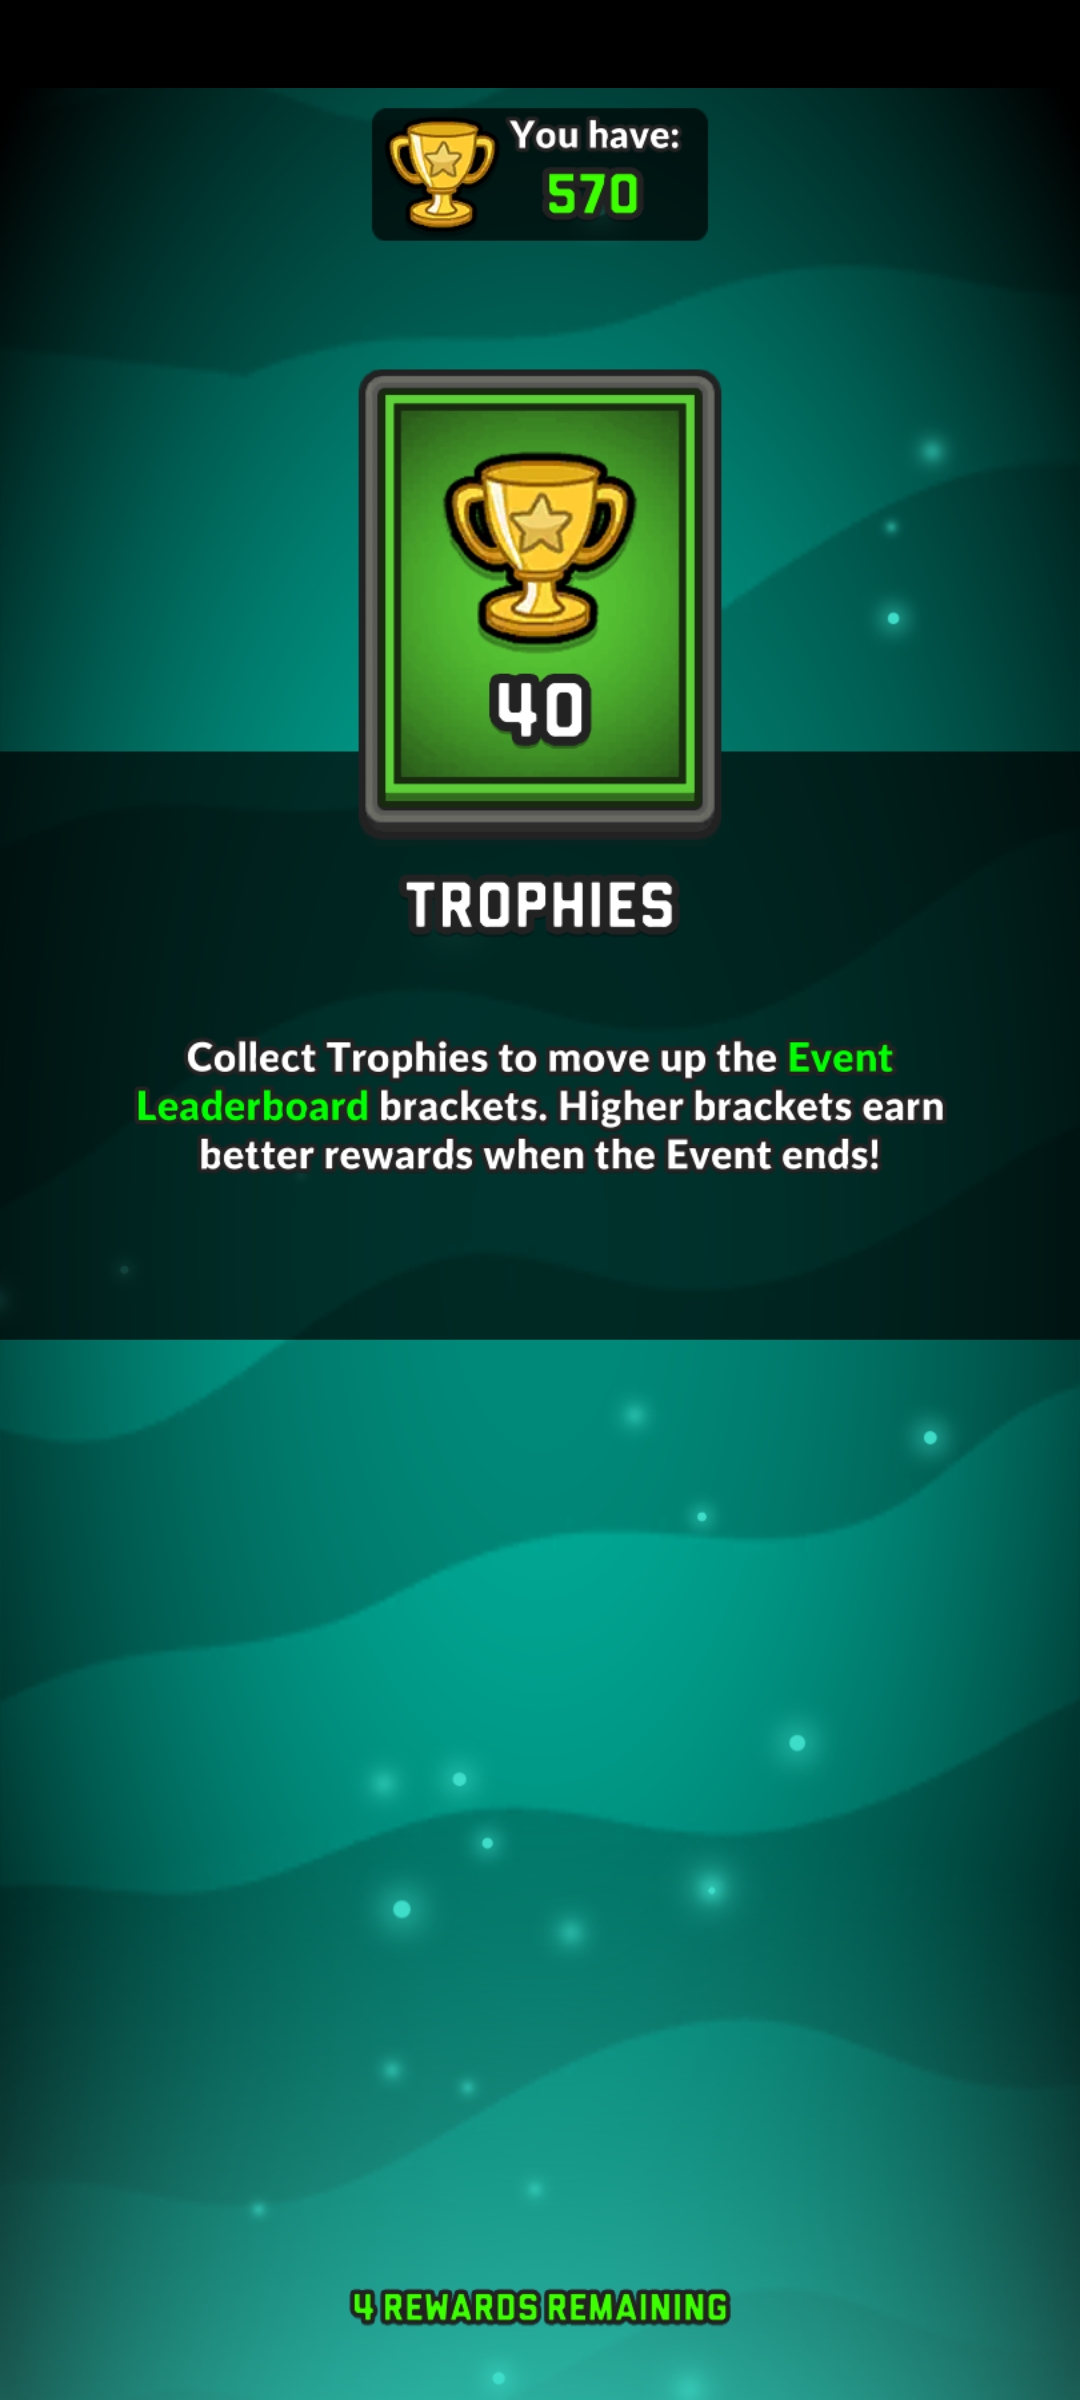 You have:
570
40
TROPHIES
Collect Trophies to move up the Event
Leaderboard brackets. Higher brackets earn
better rewards when the Event ends!
4 REWARDS REMAINING